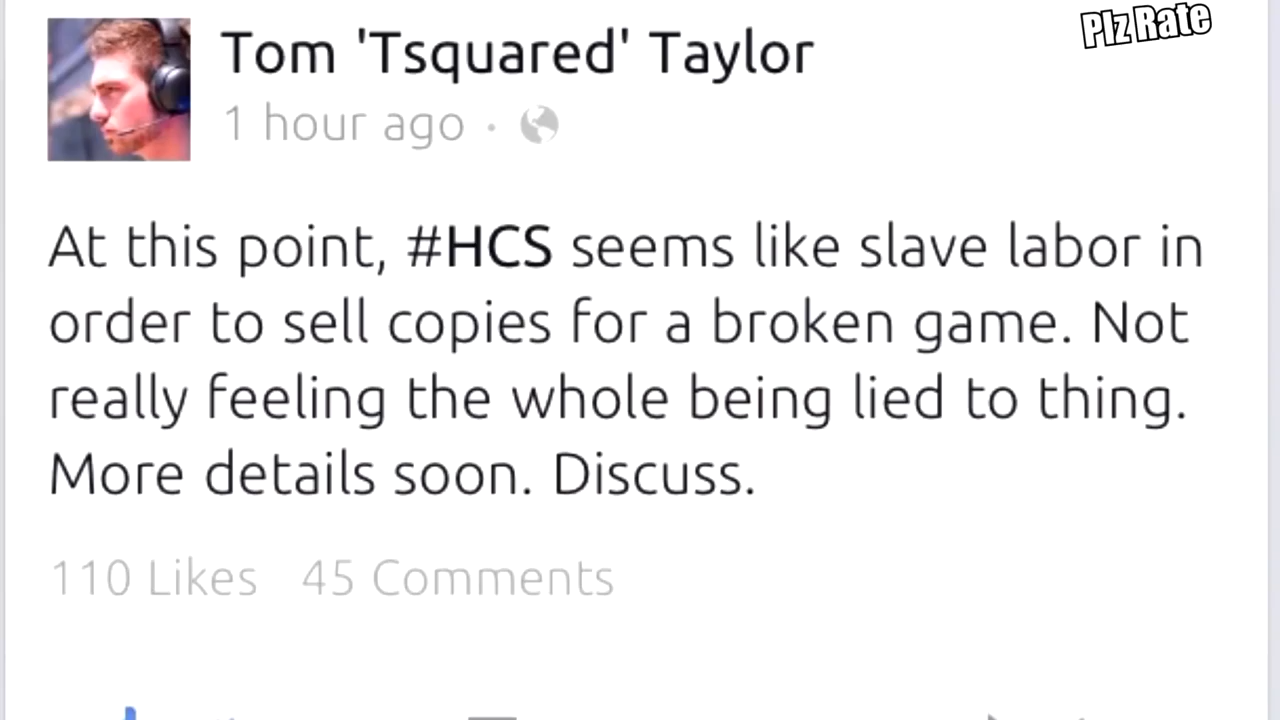 Plz Rate
Tom 'Tsquared' Taylor
1 hour ago ·
At this point, #HCS seems like slave labor in
order to sell copies for a broken game. Not
really feeling the whole being lied to thing.
More details soon. Discuss.
110 Likes 45 Comments